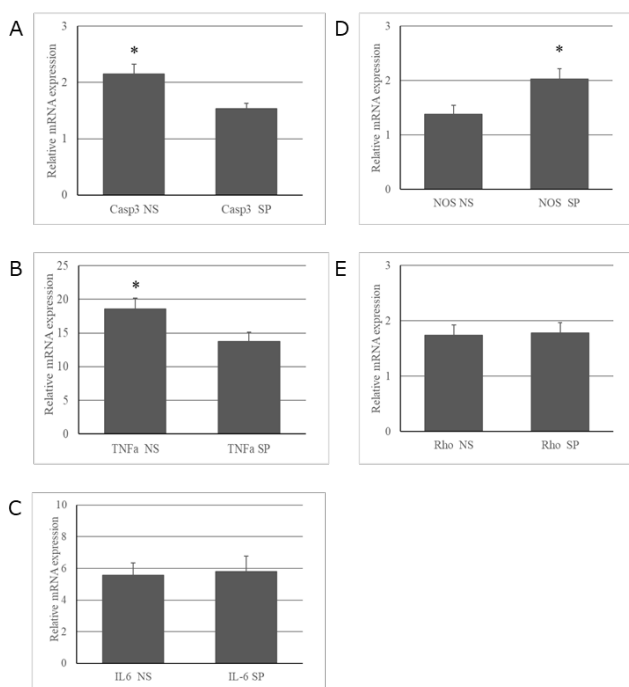 A
Relative mRNA expression
3
2
1
0
*
Casp3 NS
Casp3 SP
D
Relative mRNA expression
3
2
1
0
*
NOS NS
NOS SP
B
Relative mRNA expression
25
20
15
10
5
0
*
TNFa NS
TNFa SP
E
Relative mRNA expression
3
2
1
0
Rho NS
Rho SP
C
Relative mRNA expression
10
8
6
4
2
0
IL6 NS
IL-6 SP